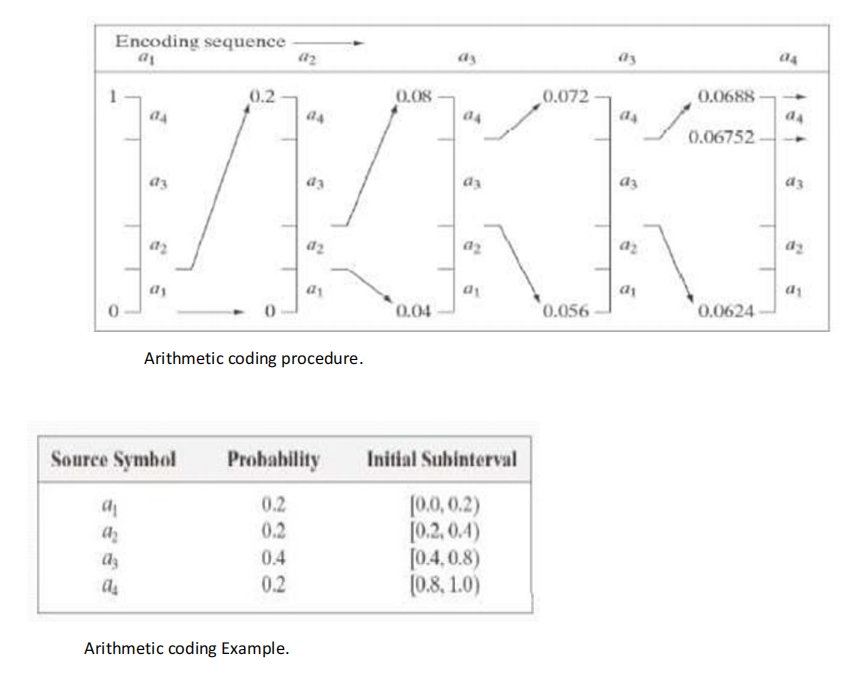 Encoding sequence
a₁ a₂ a₃ a₃ a₄
1 0.2 0.08 0.072 0.0688
a₄ a₄ a₄ a₄ a₄
0.06752
a₃ a₃ a₃ a₃ a₃
a₂ a₂ a₂ a₂ a₂
a₁ a₁ a₁ a₁ a₁
0 0 0.04 0.056 0.0624
Arithmetic coding procedure.
Source Symbol Probability Initial Subinterval
a₁ 0.2 [0.0, 0.2)
a₂ 0.2 [0.2, 0.4)
a₃ 0.4 [0.4, 0.8)
a₄ 0.2 [0.8, 1.0)
Arithmetic coding Example.